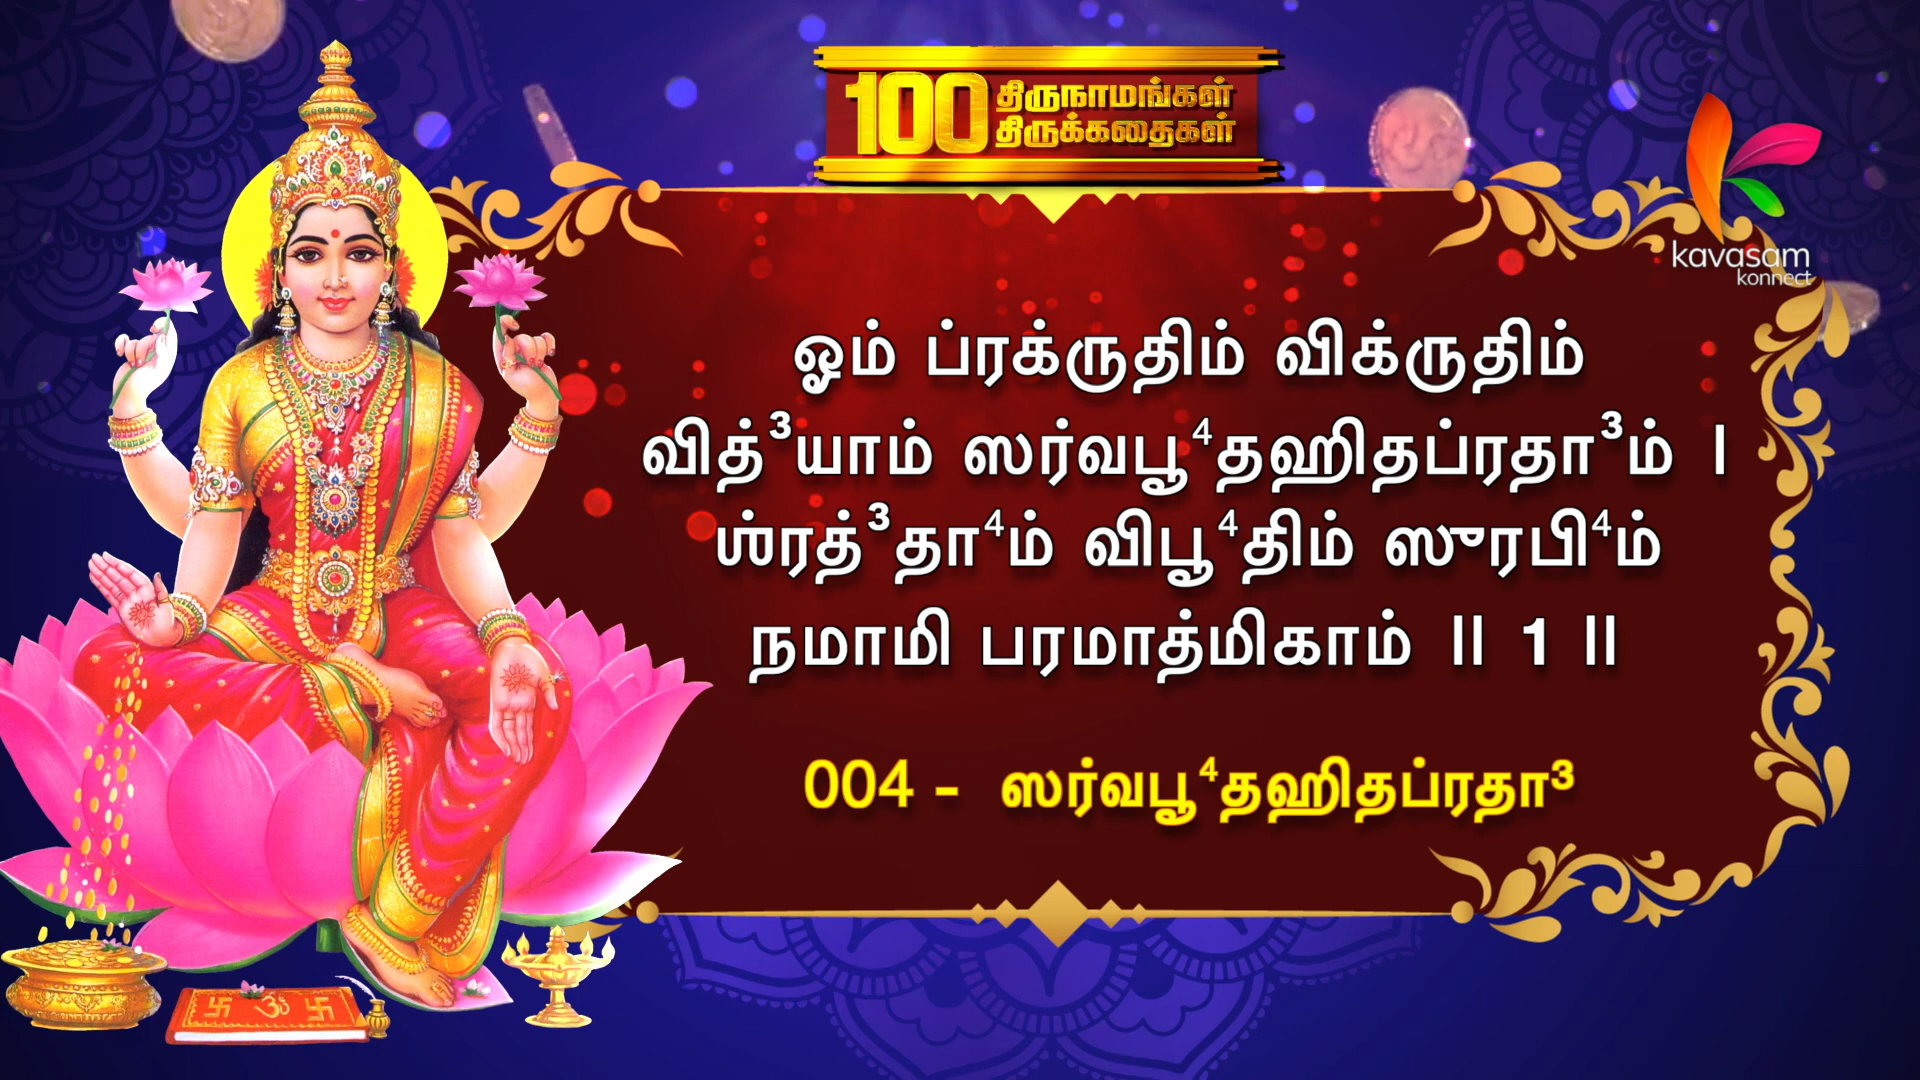 100 திருநாமங்கள்
திருக்கதைகள்
kavasam
konnect
ஓம் ப்ரக்ருதிம் விக்ருதிம்
வித்³யாம் ஸர்வபூ⁴தஹிதப்ரதா³ம் |
ஶ்ரத்³தா⁴ம் விபூ⁴திம் ஸுரபி⁴ம்
நமாமி பரமாத்மிகாம் || 1 ||
004 - ஸர்வபூ⁴தஹிதப்ரதா³
ॐ